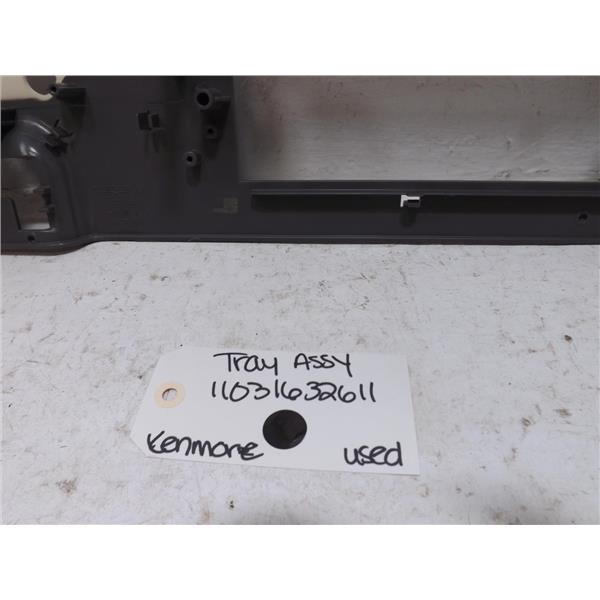 Tray Assy
11031632611
Kenmore
used